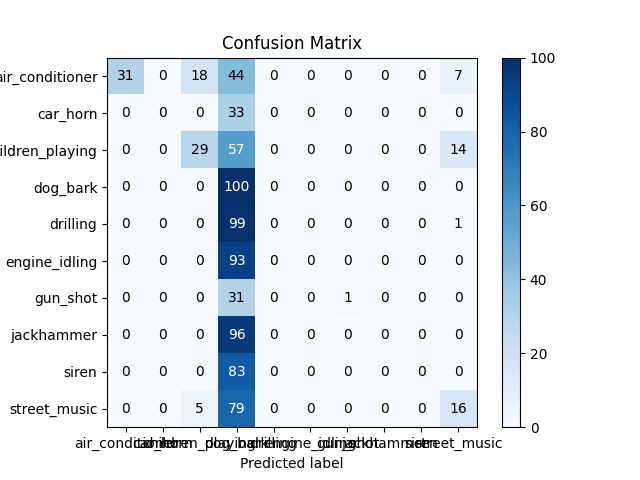 Confusion Matrix
air_conditioner 31 0 18 44 0 0 0 0 0 7
car_horn 0 0 0 33 0 0 0 0 0 0
ildren_playing 0 0 29 57 0 0 0 0 0 14
dog_bark 0 0 0 100 0 0 0 0 0 0
drilling 0 0 0 99 0 0 0 0 0 1
engine_idling 0 0 0 93 0 0 0 0 0 0
gun_shot 0 0 0 31 0 0 1 0 0 0
jackhammer 0 0 0 96 0 0 0 0 0 0
siren 0 0 0 83 0 0 0 0 0 0
street_music 0 0 5 79 0 0 0 0 0 16
street_music
Predicted label
100
80
60
40
20
0